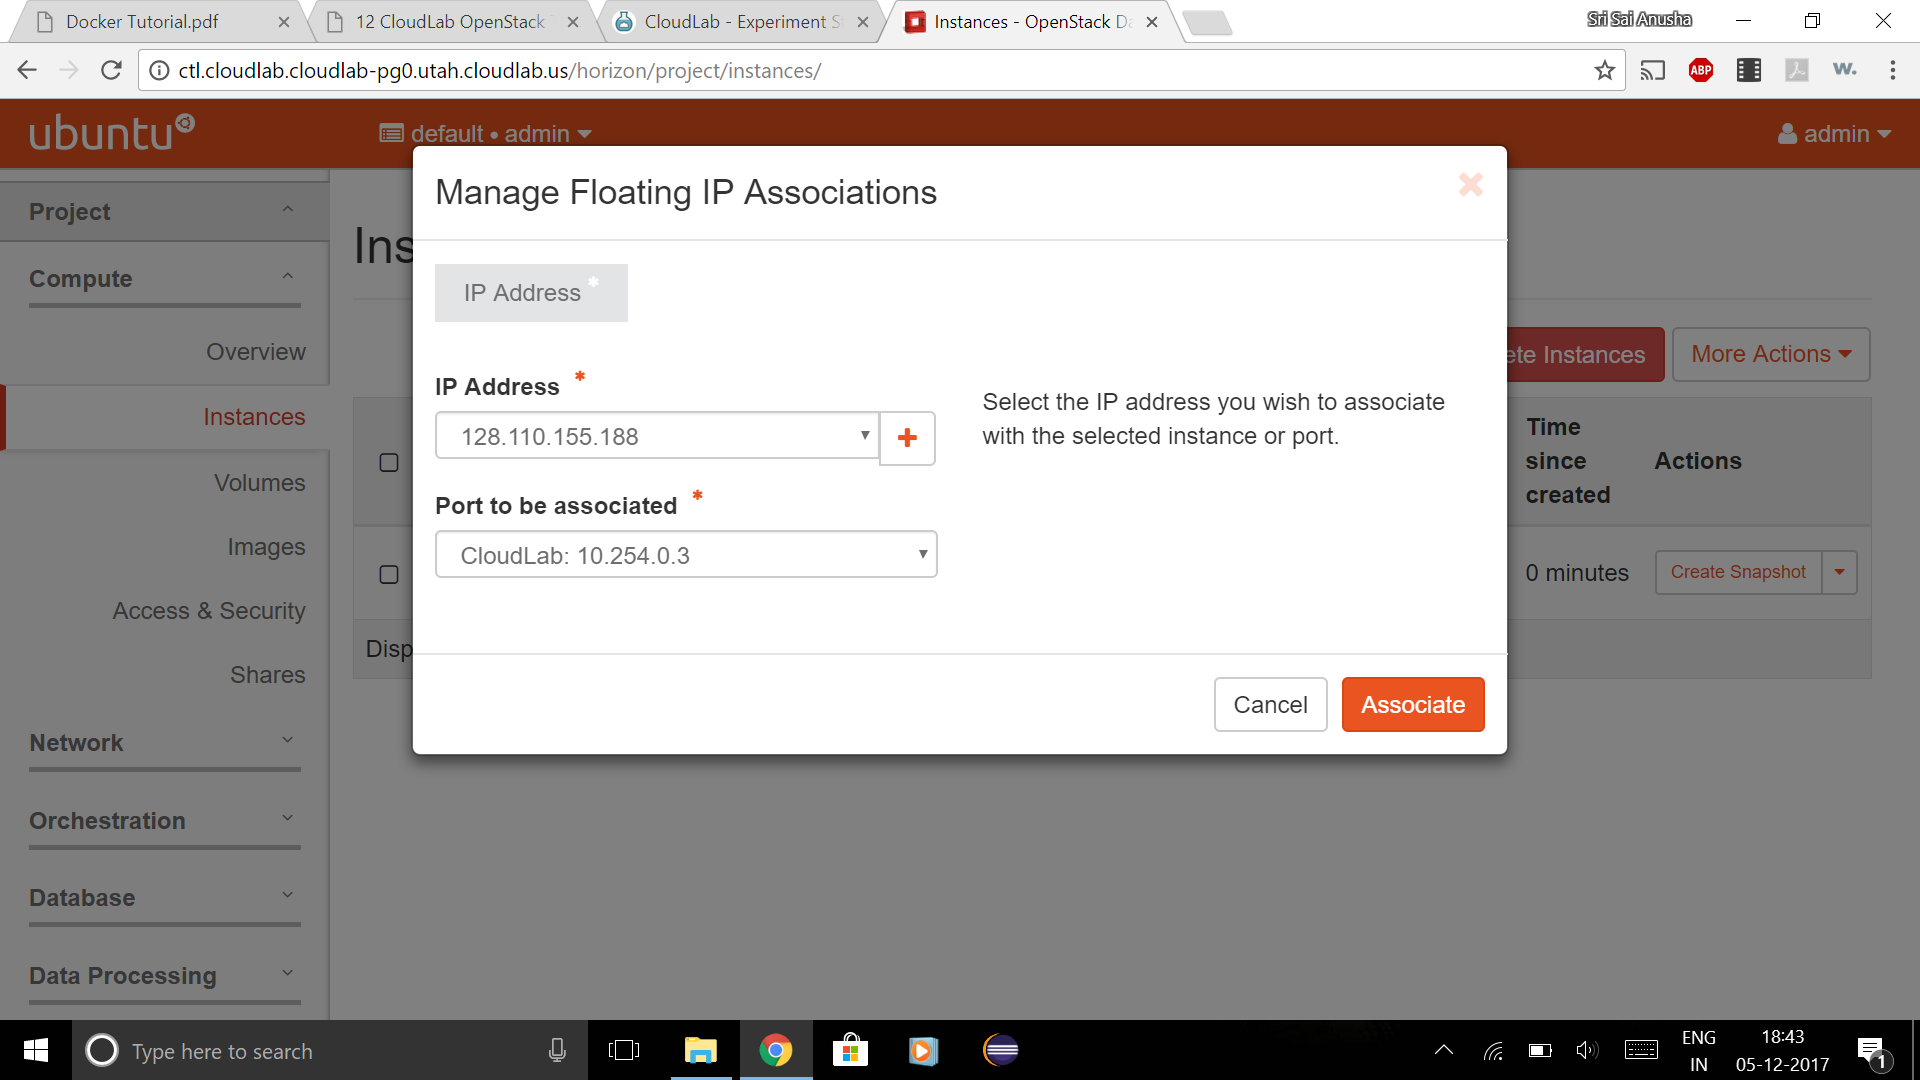 Docker Tutorial.pdf
12 CloudLab OpenStack
CloudLab - Experiment S
Instances - OpenStack Da
Sri Sai Anusha
ctl.cloudlab.cloudlab-pg0.utah.cloudlab.us/horizon/project/instances/
ABP
w.
ubuntu
default • admin
admin
Manage Floating IP Associations
Project
Ins
Compute
IP Address *
Overview
ete Instances
More Actions
IP Address *
Select the IP address you wish to associate
with the selected instance or port.
Instances
128.110.155.188
Time
since
created
Actions
Volumes
Port to be associated *
Images
CloudLab: 10.254.0.3
0 minutes
Create Snapshot
Access & Security
Disp
Shares
Cancel
Associate
Network
Orchestration
Database
Data Processing
Type here to search
ENG
IN
18:43
05-12-2017
1